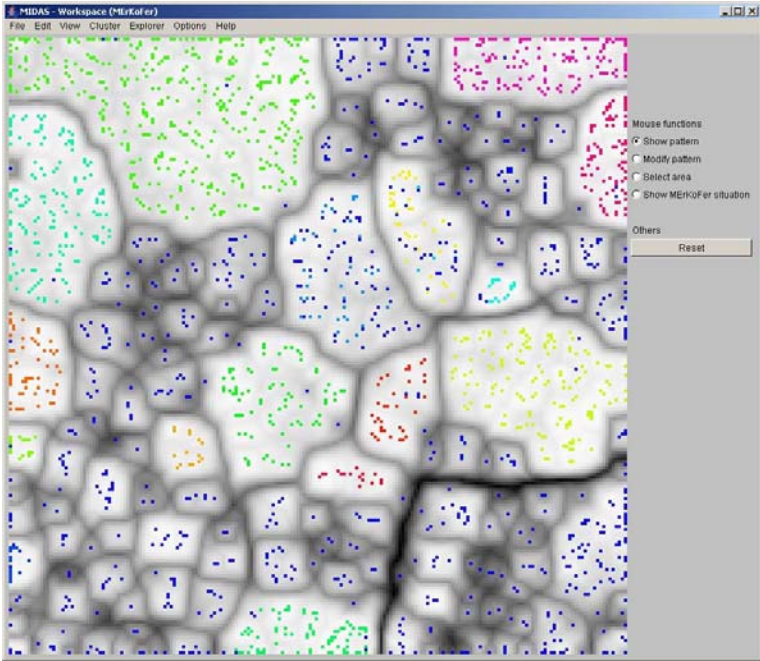 MIDAS - Workspace (MErKoFer)
File Edit View Cluster Explorer Options Help
Mouse functions
Show pattern
Modify pattern
Select area
Show MErKoFer situation
Others
Reset